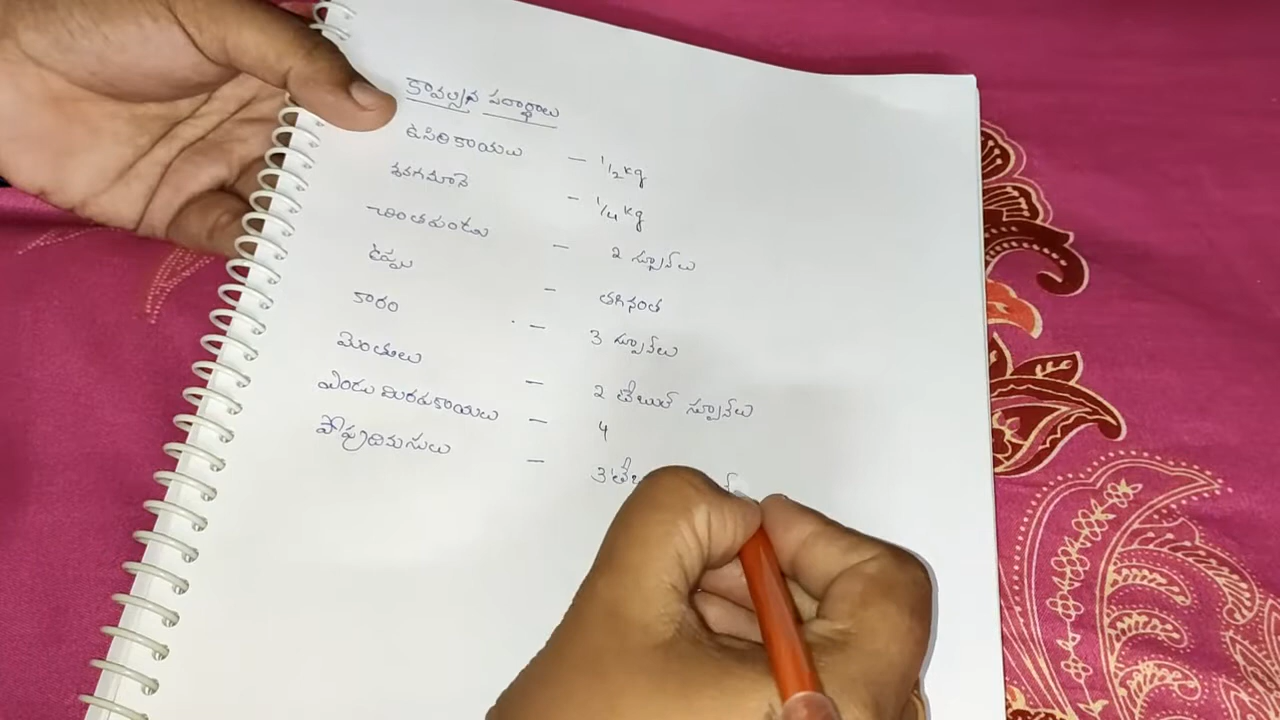 కావల్సిన పదార్థాలు
ఉసిరికాయలు – 1/2 kg
శనగమానె – 1/4 kg
చింతపండు – 2 స్పూన్లు
ఉప్పు – తగినంత
కారం – 3 స్పూన్లు
మెంతులు – 2 టేబుల్ స్పూన్లు
ఎండు మిరపకాయలు – 4
పోపుదినుసులు – 3